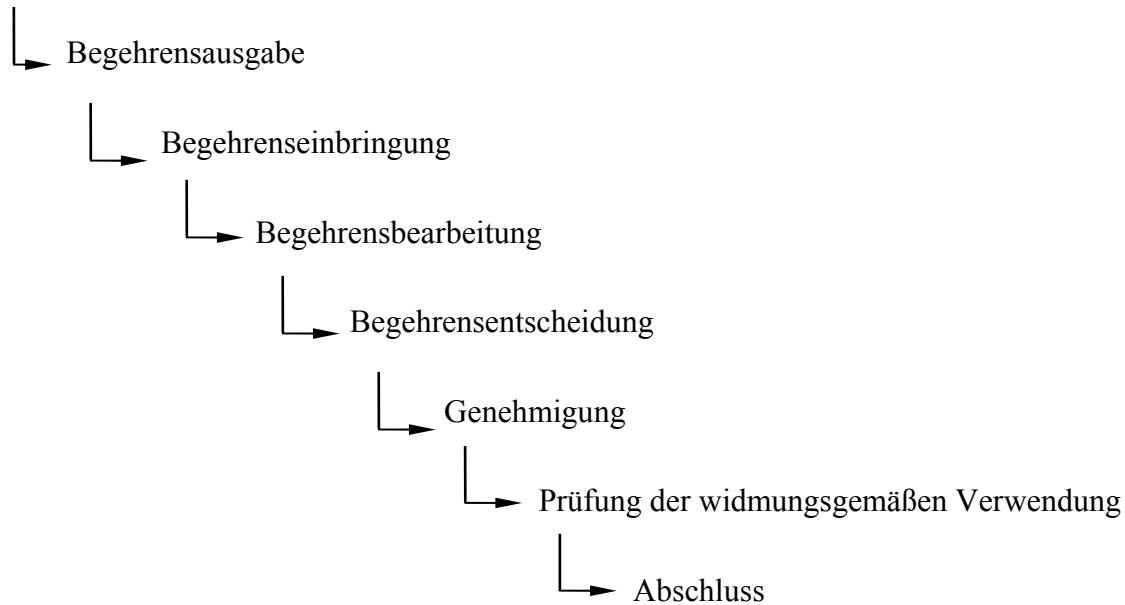 Begehrensausgabe
Begehrenseinbringung
Begehrensbearbeitung
Begehrensentscheidung
Genehmigung
Prüfung der widmungsgemäßen Verwendung
Abschluss